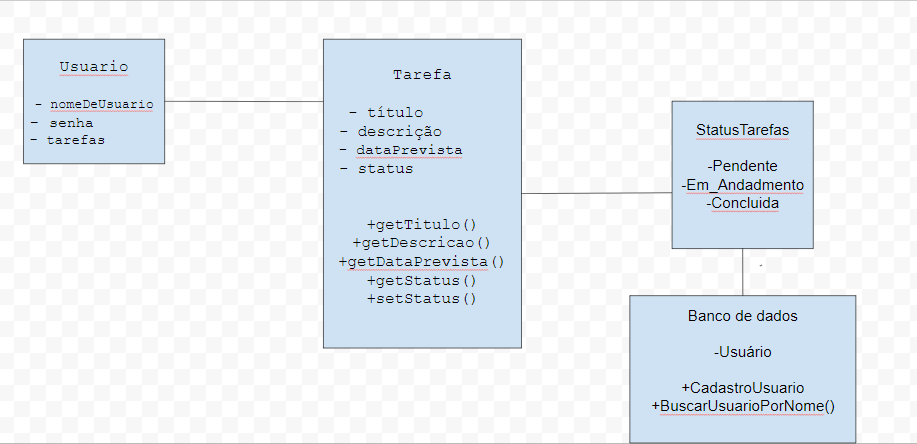 Usuario
- nomeDeUsuario
- senha
- tarefas
Tarefa
- título
- descrição
- dataPrevista
- status
+getTitulo()
+getDescricao()
+getDataPrevista()
+getStatus()
+setStatus()
StatusTarefas
-Pendente
-Em_Andadmento
-Concluida
Banco de dados
-Usuário
+CadastroUsuario
+BuscarUsuarioPorNome()